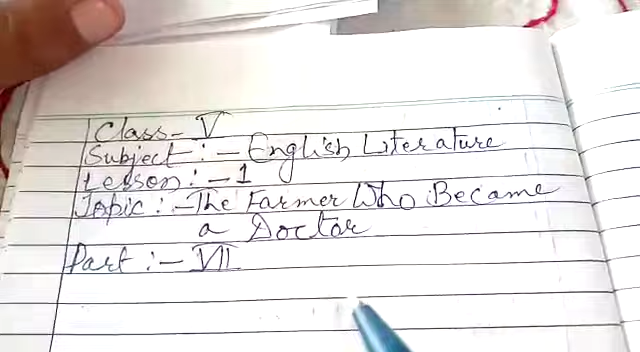 Class - V
Subject : - English Literature
Lesson : - 1
Topic : - The Farmer Who Became
a Doctor
Part : - VII